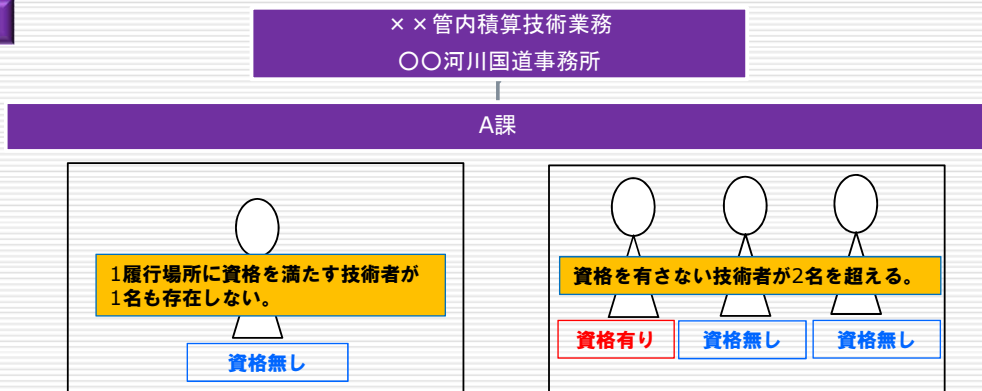 ××管内積算技術業務
〇〇河川国道事務所
A課
1履行場所に資格を満たす技術者が
1名も存在しない。
資格無し
資格を有さない技術者が2名を超える。
資格有り
資格無し
資格無し